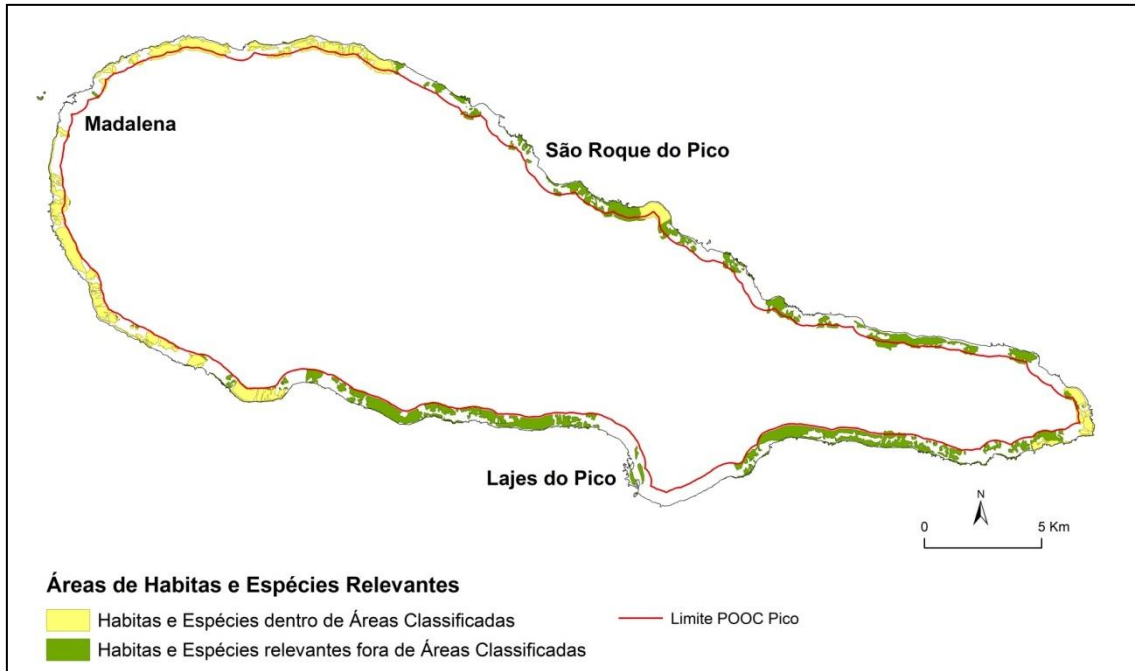 Madalena
São Roque do Pico
Lajes do Pico
N
0 5 Km
Áreas de Habitas e Espécies Relevantes
Habitas e Espécies dentro de Áreas Classificadas
Limite POOC Pico
Habitas e Espécies relevantes fora de Áreas Classificadas